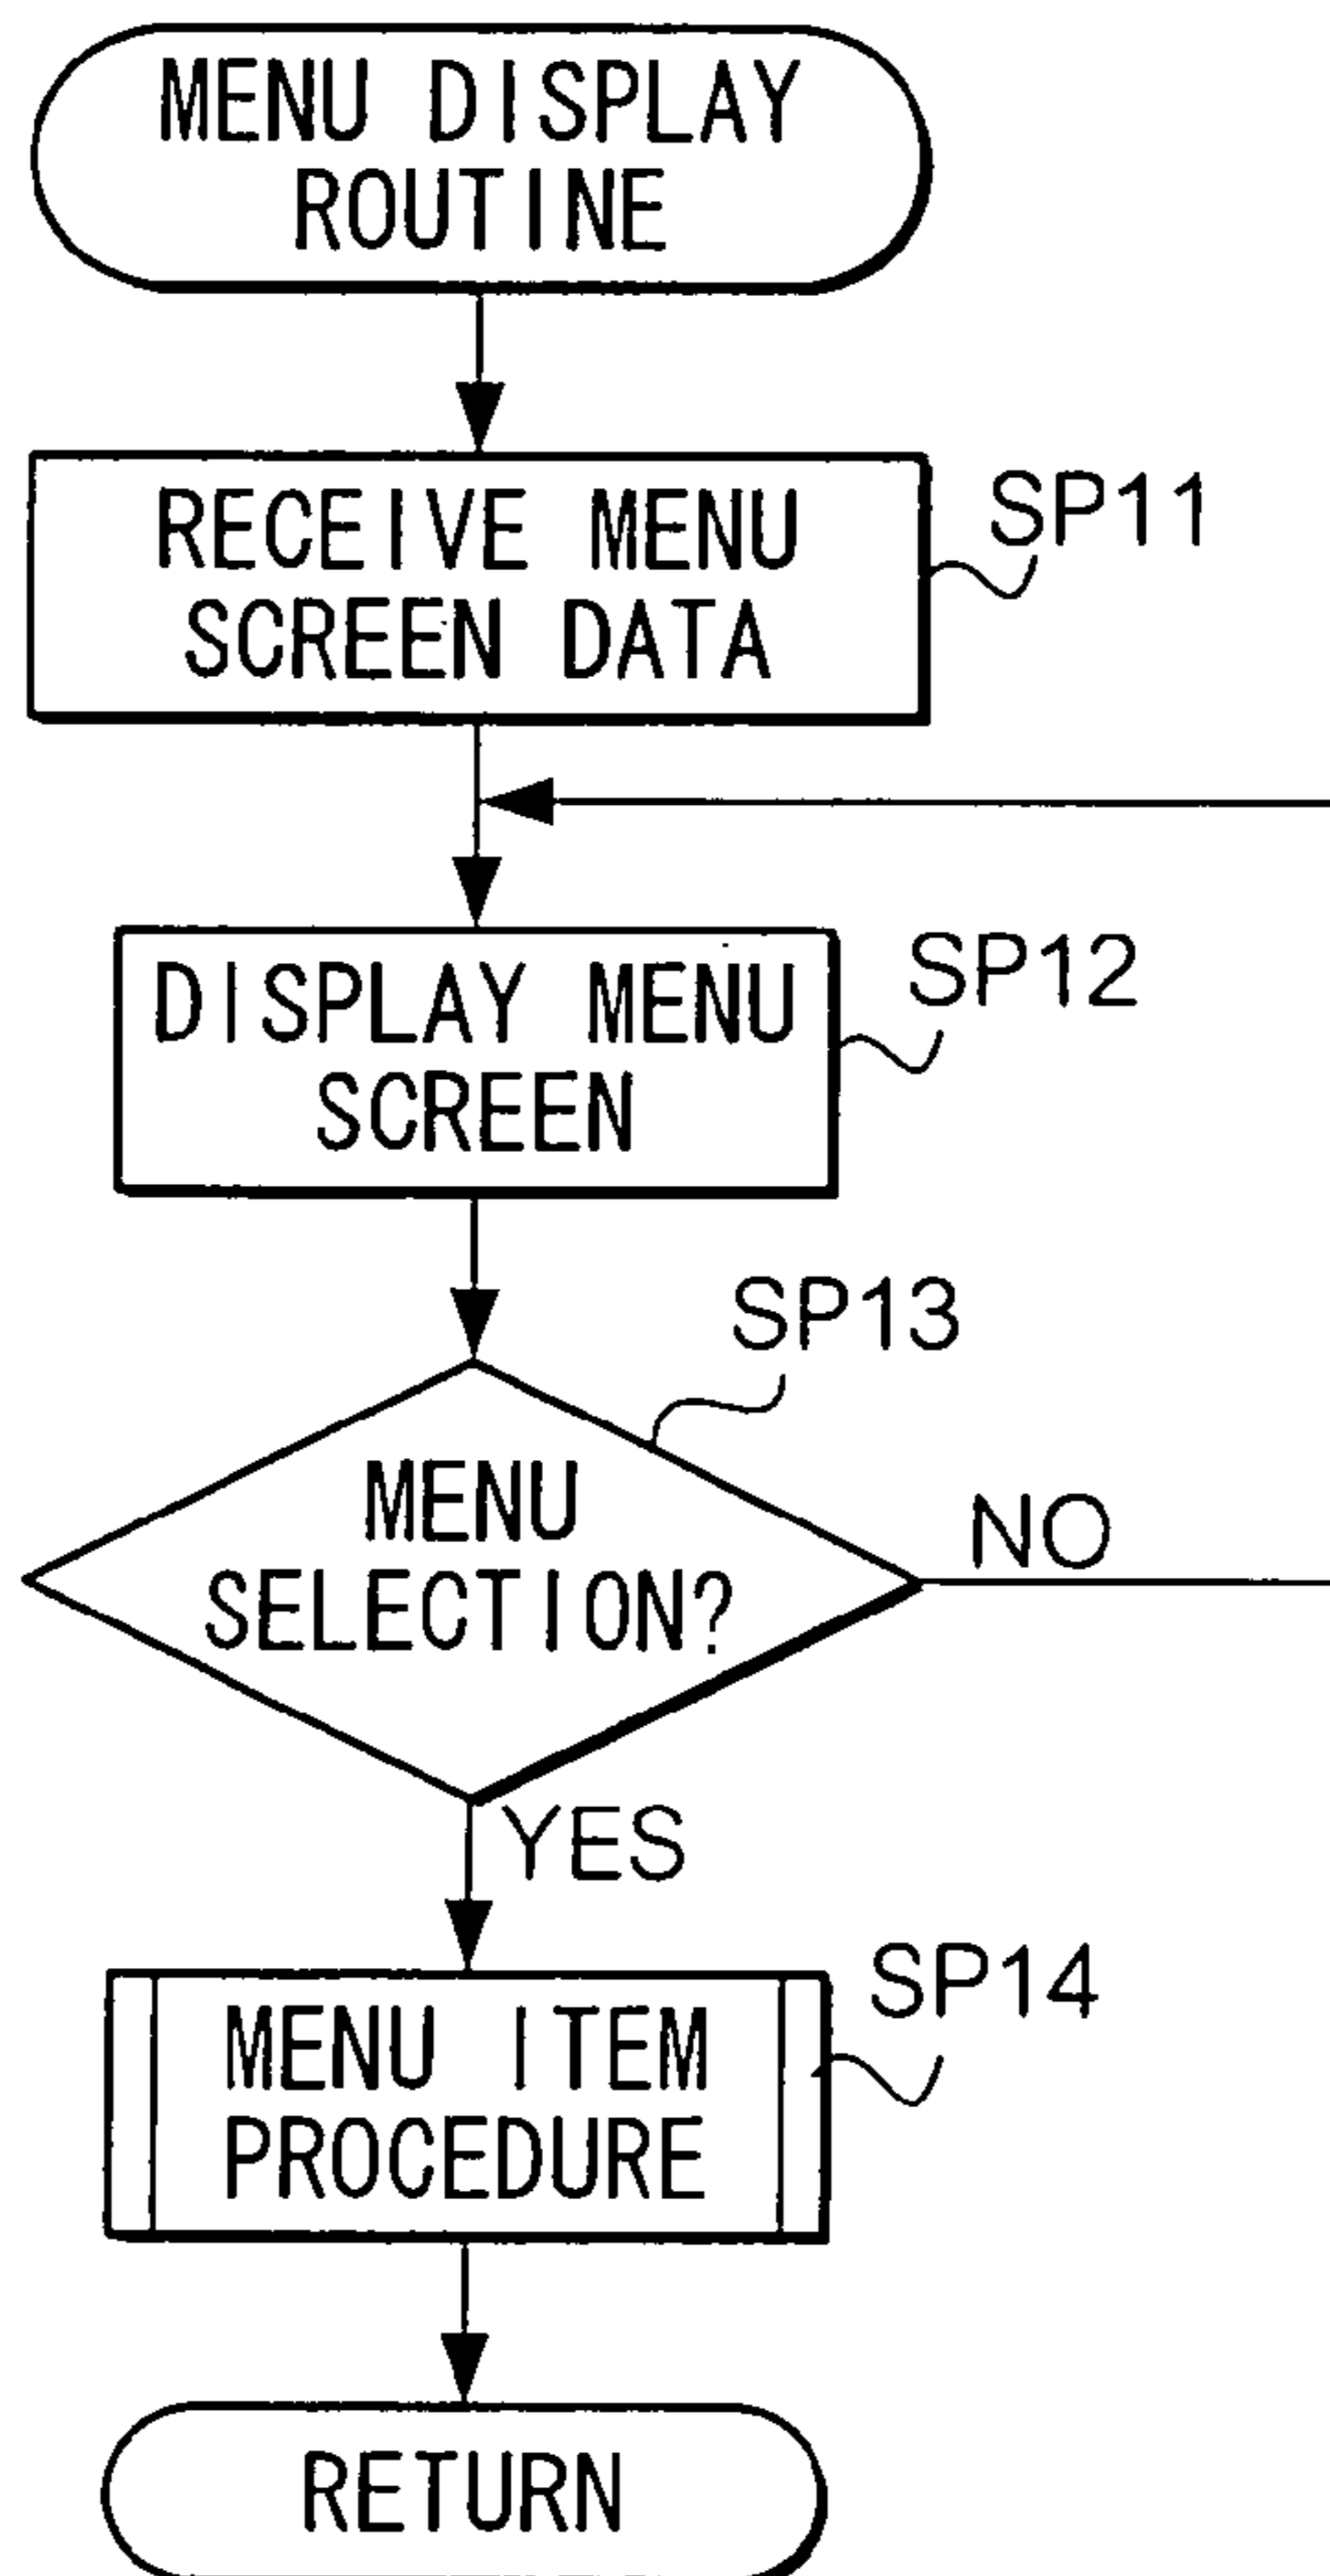 MENU DISPLAY
ROUTINE
RECEIVE MENU
SCREEN DATA
SP11
DISPLAY MENU
SCREEN
SP12
SP13
MENU
SELECTION?
NO
YES
SP14
MENU ITEM
PROCEDURE
RETURN